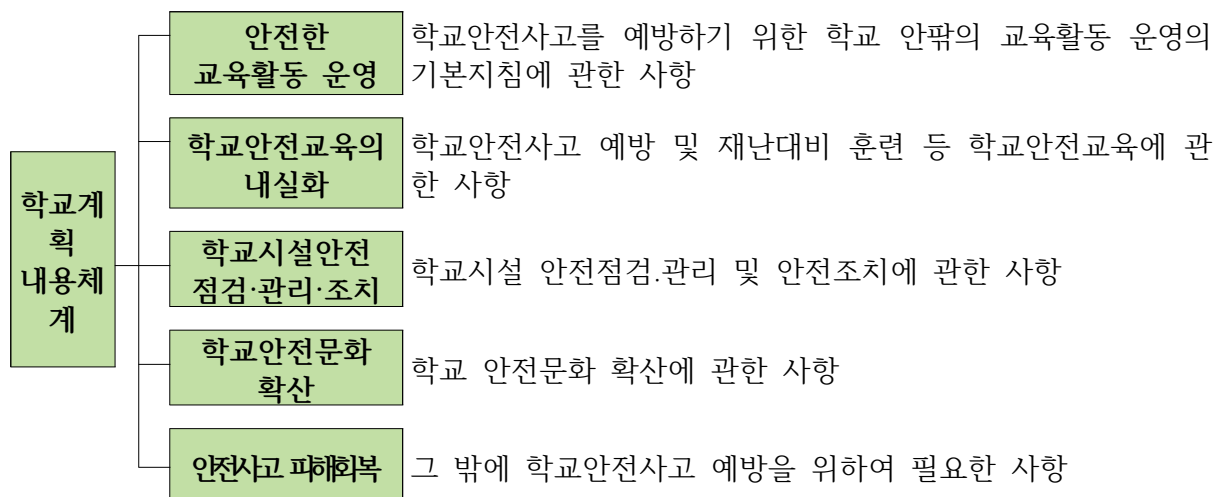 안전한
교육활동 운영
학교안전사고를 예방하기 위한 학교 안팎의 교육활동 운영의
기본지침에 관한 사항
학교안전교육의
내실화
학교안전사고 예방 및 재난대비 훈련 등 학교안전교육에 관
한 사항
학교계
획
내용체
계
학교시설안전
점검·관리·조치
학교시설 안전점검.관리 및 안전조치에 관한 사항
학교안전문화
확산
학교 안전문화 확산에 관한 사항
안전사고 피해회복
그 밖에 학교안전사고 예방을 위하여 필요한 사항